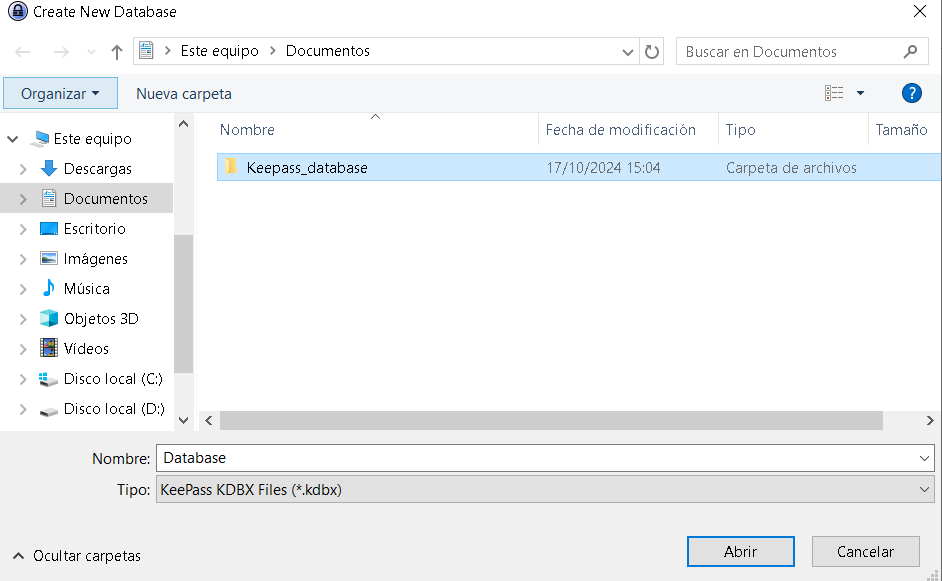 Create New Database
Este equipo > Documentos
Buscar en Documentos
Organizar
Nueva carpeta
?
Nombre
Fecha de modificación
Tipo
Tamaño
Este equipo
Descargas
Documentos
Escritorio
Imágenes
Música
Objetos 3D
Vídeos
Disco local (C:)
Disco local (D:)
Keepass_database
17/10/2024 15:04
Carpeta de archivos
Nombre: Database
Tipo: KeePass KDBX Files (*.kdbx)
Ocultar carpetas
Abrir
Cancelar